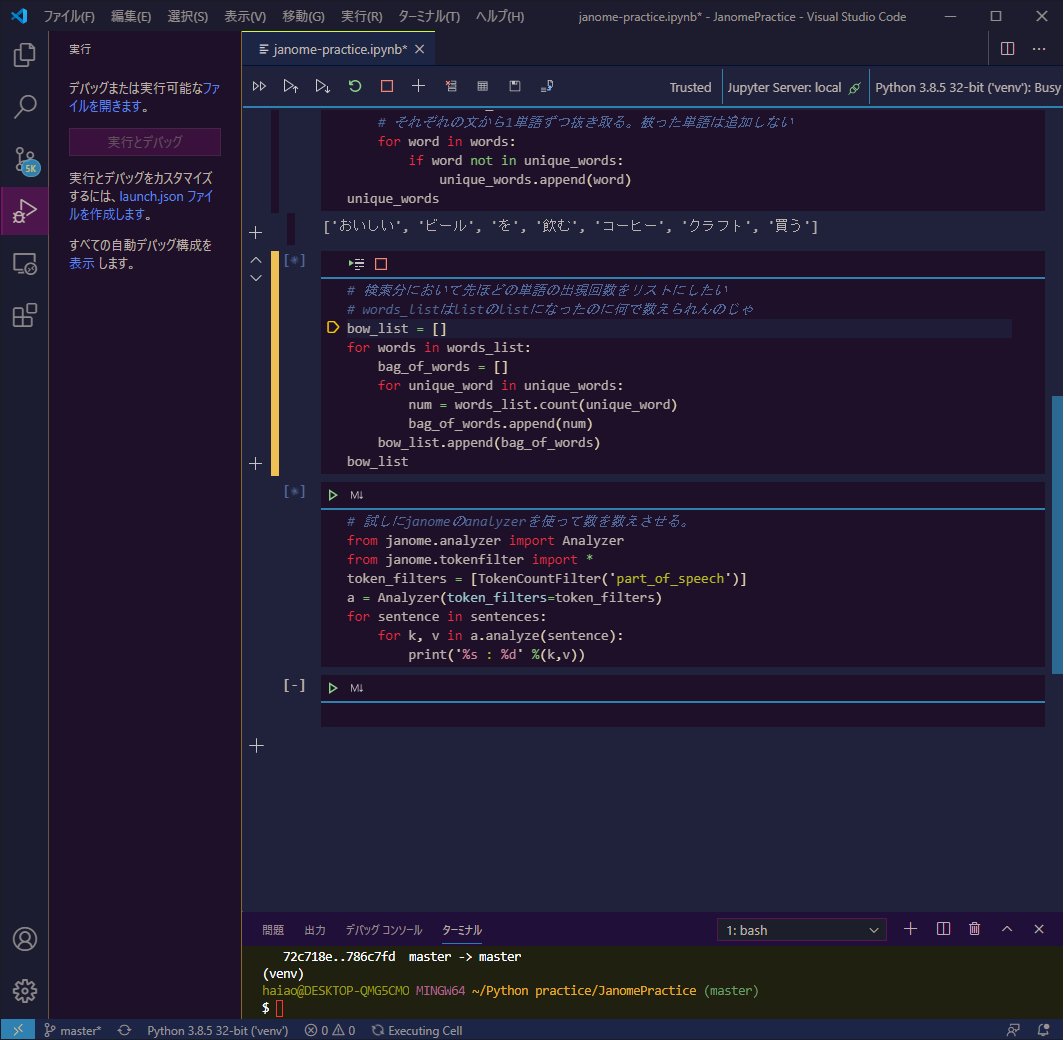 ファイル(F) 編集(E) 選択(S) 表示(V) 移動(G) 実行(R) ターミナル(T) ヘルプ(H) janome-practice.ipynb* - JanomePractice - Visual Studio Code
実行
デバッグまたは実行可能なファ
イルを開きます。
実行とデバッグ
実行とデバッグをカスタマイズ
するには、launch.json ファイ
ルを作成します。
すべての自動デバッグ構成を
表示 します。
5K
janome-practice.ipynb*
Trusted Jupyter Server: local Python 3.8.5 32-bit ('venv'): Busy
# それぞれの文から1単語ずつ抜き取る。被った単語は追加しない
for word in words:
if word not in unique_words:
unique_words.append(word)
unique_words
['おいしい', 'ビール', 'を', '飲む', 'コーヒー', 'クラフト', '買う']
[*]
# 検索分において先ほどの単語の出現回数をリストにしたい
# words_listはlistのlistになったのに何で数えられんのじゃ
bow_list = []
for words in words_list:
bag_of_words = []
for unique_word in unique_words:
num = words_list.count(unique_word)
bag_of_words.append(num)
bow_list.append(bag_of_words)
bow_list
[*] M↓
# 試しにjanomeのanalyzerを使って数を数えさせる。
from janome.analyzer import Analyzer
from janome.tokenfilter import *
token_filters = [TokenCountFilter('part_of_speech')]
a = Analyzer(token_filters=token_filters)
for sentence in sentences:
for k, v in a.analyze(sentence):
print('%s : %d' %(k,v))
[-] M↓
問題 出力 デバッグ コンソール ターミナル 1: bash
72c718e..786c7fd master -> master
(venv)
haiao@DESKTOP-QMG5CMO MINGW64 ~/Python practice/JanomePractice (master)
$
master* Python 3.8.5 32-bit ('venv') 0 0 Executing Cell